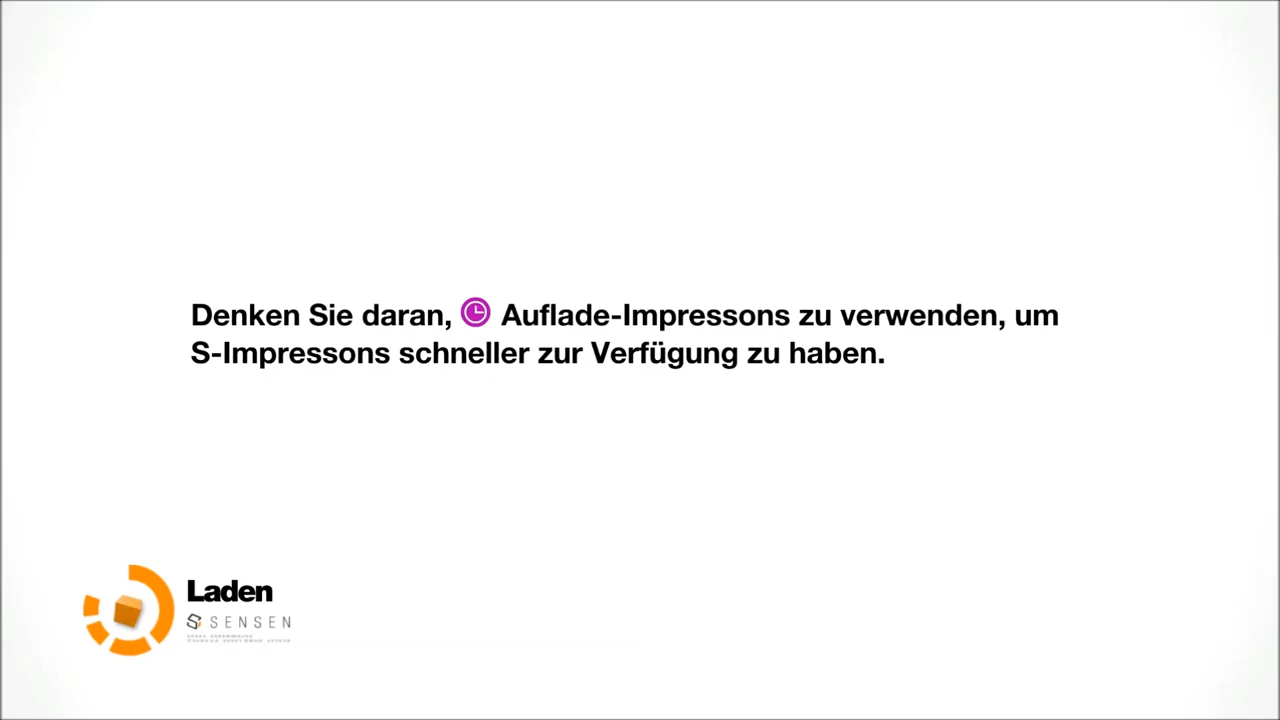 Denken Sie daran, Auflade-Impressons zu verwenden, um
S-Impressons schneller zur Verfügung zu haben.
Laden
SENSEN